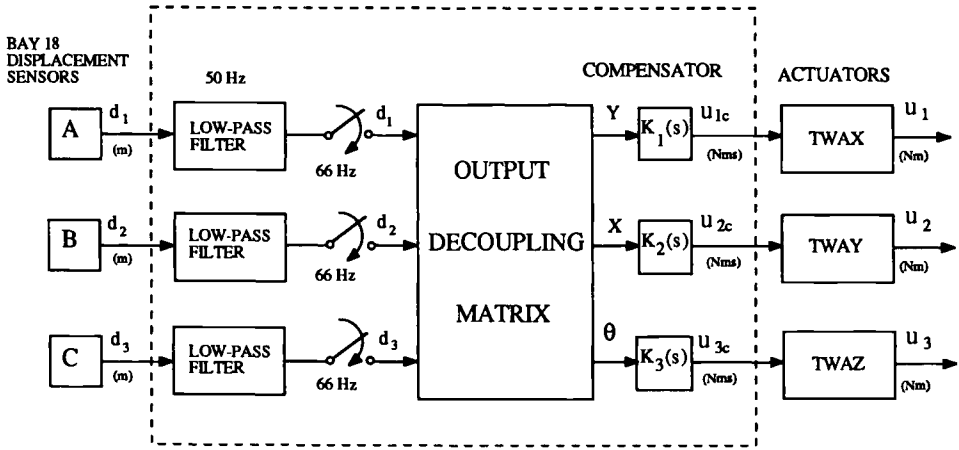 BAY 18
DISPLACEMENT
SENSORS
50 Hz
COMPENSATOR
ACTUATORS
A
d₁
(m)
LOW-PASS
FILTER
66 Hz
d₁
Y
K₁(s)
u₁c
(Nms)
TWAX
u₁
(Nm)
B
d₂
(m)
LOW-PASS
FILTER
66 Hz
d₂
OUTPUT
DECOUPLING
MATRIX
X
K₂(s)
u₂c
(Nms)
TWAY
u₂
(Nm)
C
d₃
(m)
LOW-PASS
FILTER
66 Hz
d₃
θ
K₃(s)
u₃c
(Nms)
TWAZ
u₃
(Nm)